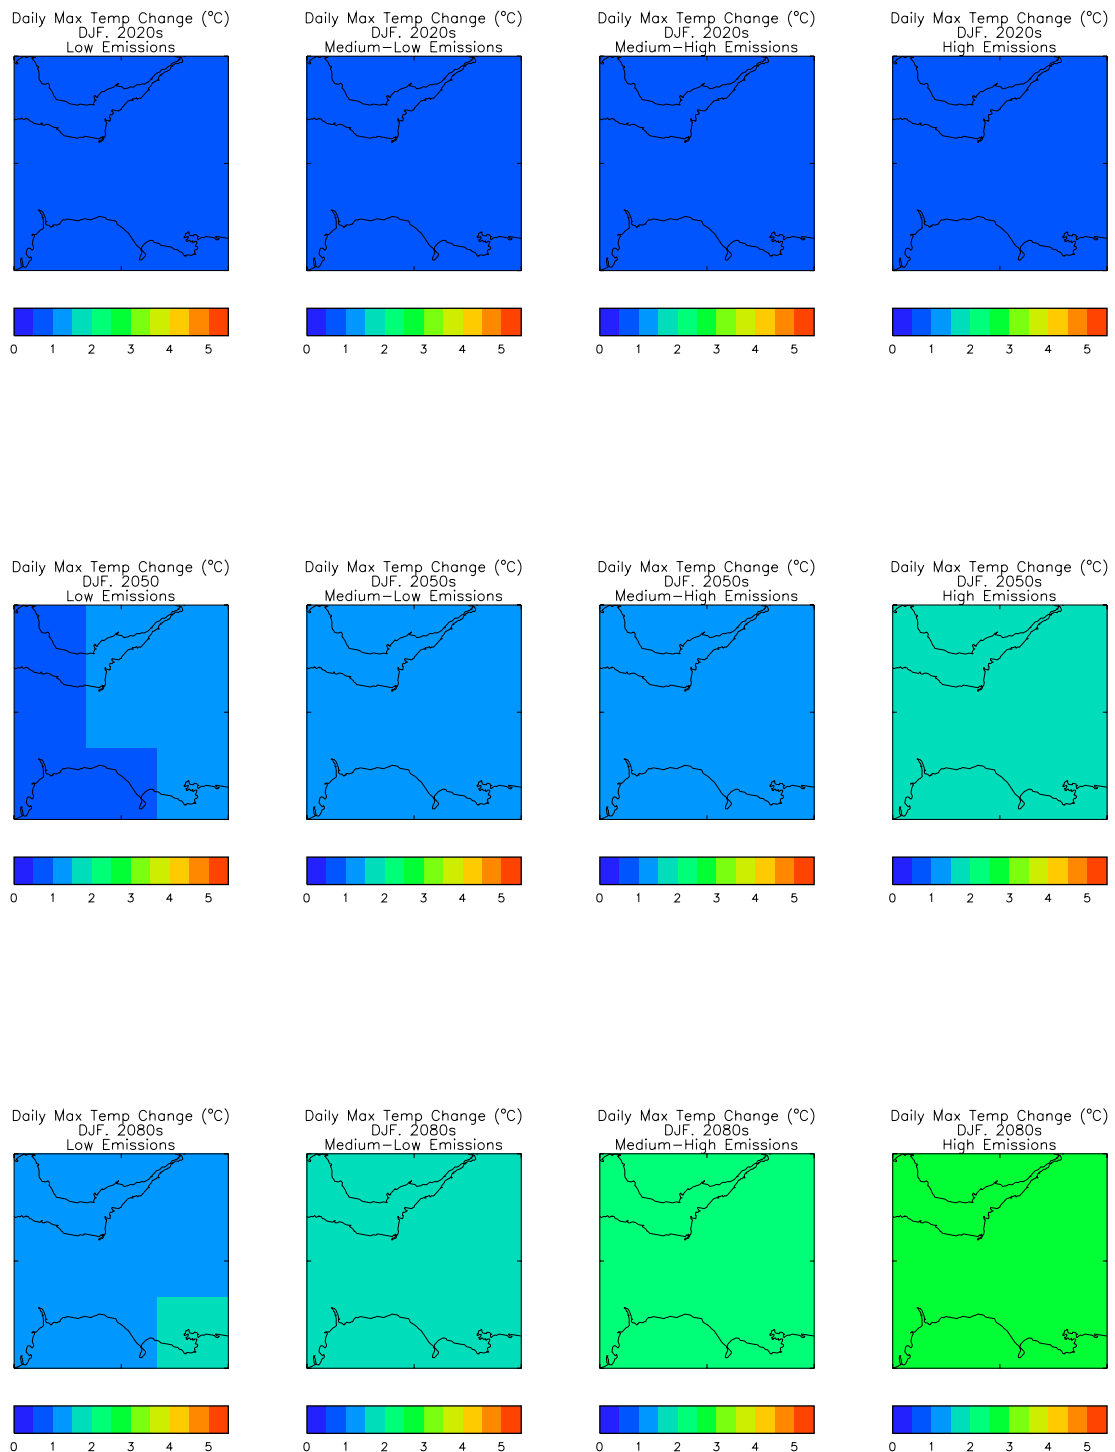 Daily Max Temp Change (°C)
DJF. 2020s
Low Emissions
0 1 2 3 4 5
Daily Max Temp Change (°C)
DJF. 2020s
Medium-Low Emissions
0 1 2 3 4 5
Daily Max Temp Change (°C)
DJF. 2020s
Medium-High Emissions
0 1 2 3 4 5
Daily Max Temp Change (°C)
DJF. 2020s
High Emissions
0 1 2 3 4 5
Daily Max Temp Change (°C)
DJF. 2050
Low Emissions
0 1 2 3 4 5
Daily Max Temp Change (°C)
DJF. 2050s
Medium-Low Emissions
0 1 2 3 4 5
Daily Max Temp Change (°C)
DJF. 2050s
Medium-High Emissions
0 1 2 3 4 5
Daily Max Temp Change (°C)
DJF. 2050s
High Emissions
0 1 2 3 4 5
Daily Max Temp Change (°C)
DJF. 2080s
Low Emissions
0 1 2 3 4 5
Daily Max Temp Change (°C)
DJF. 2080s
Medium-Low Emissions
0 1 2 3 4 5
Daily Max Temp Change (°C)
DJF. 2080s
Medium-High Emissions
0 1 2 3 4 5
Daily Max Temp Change (°C)
DJF. 2080s
High Emissions
0 1 2 3 4 5